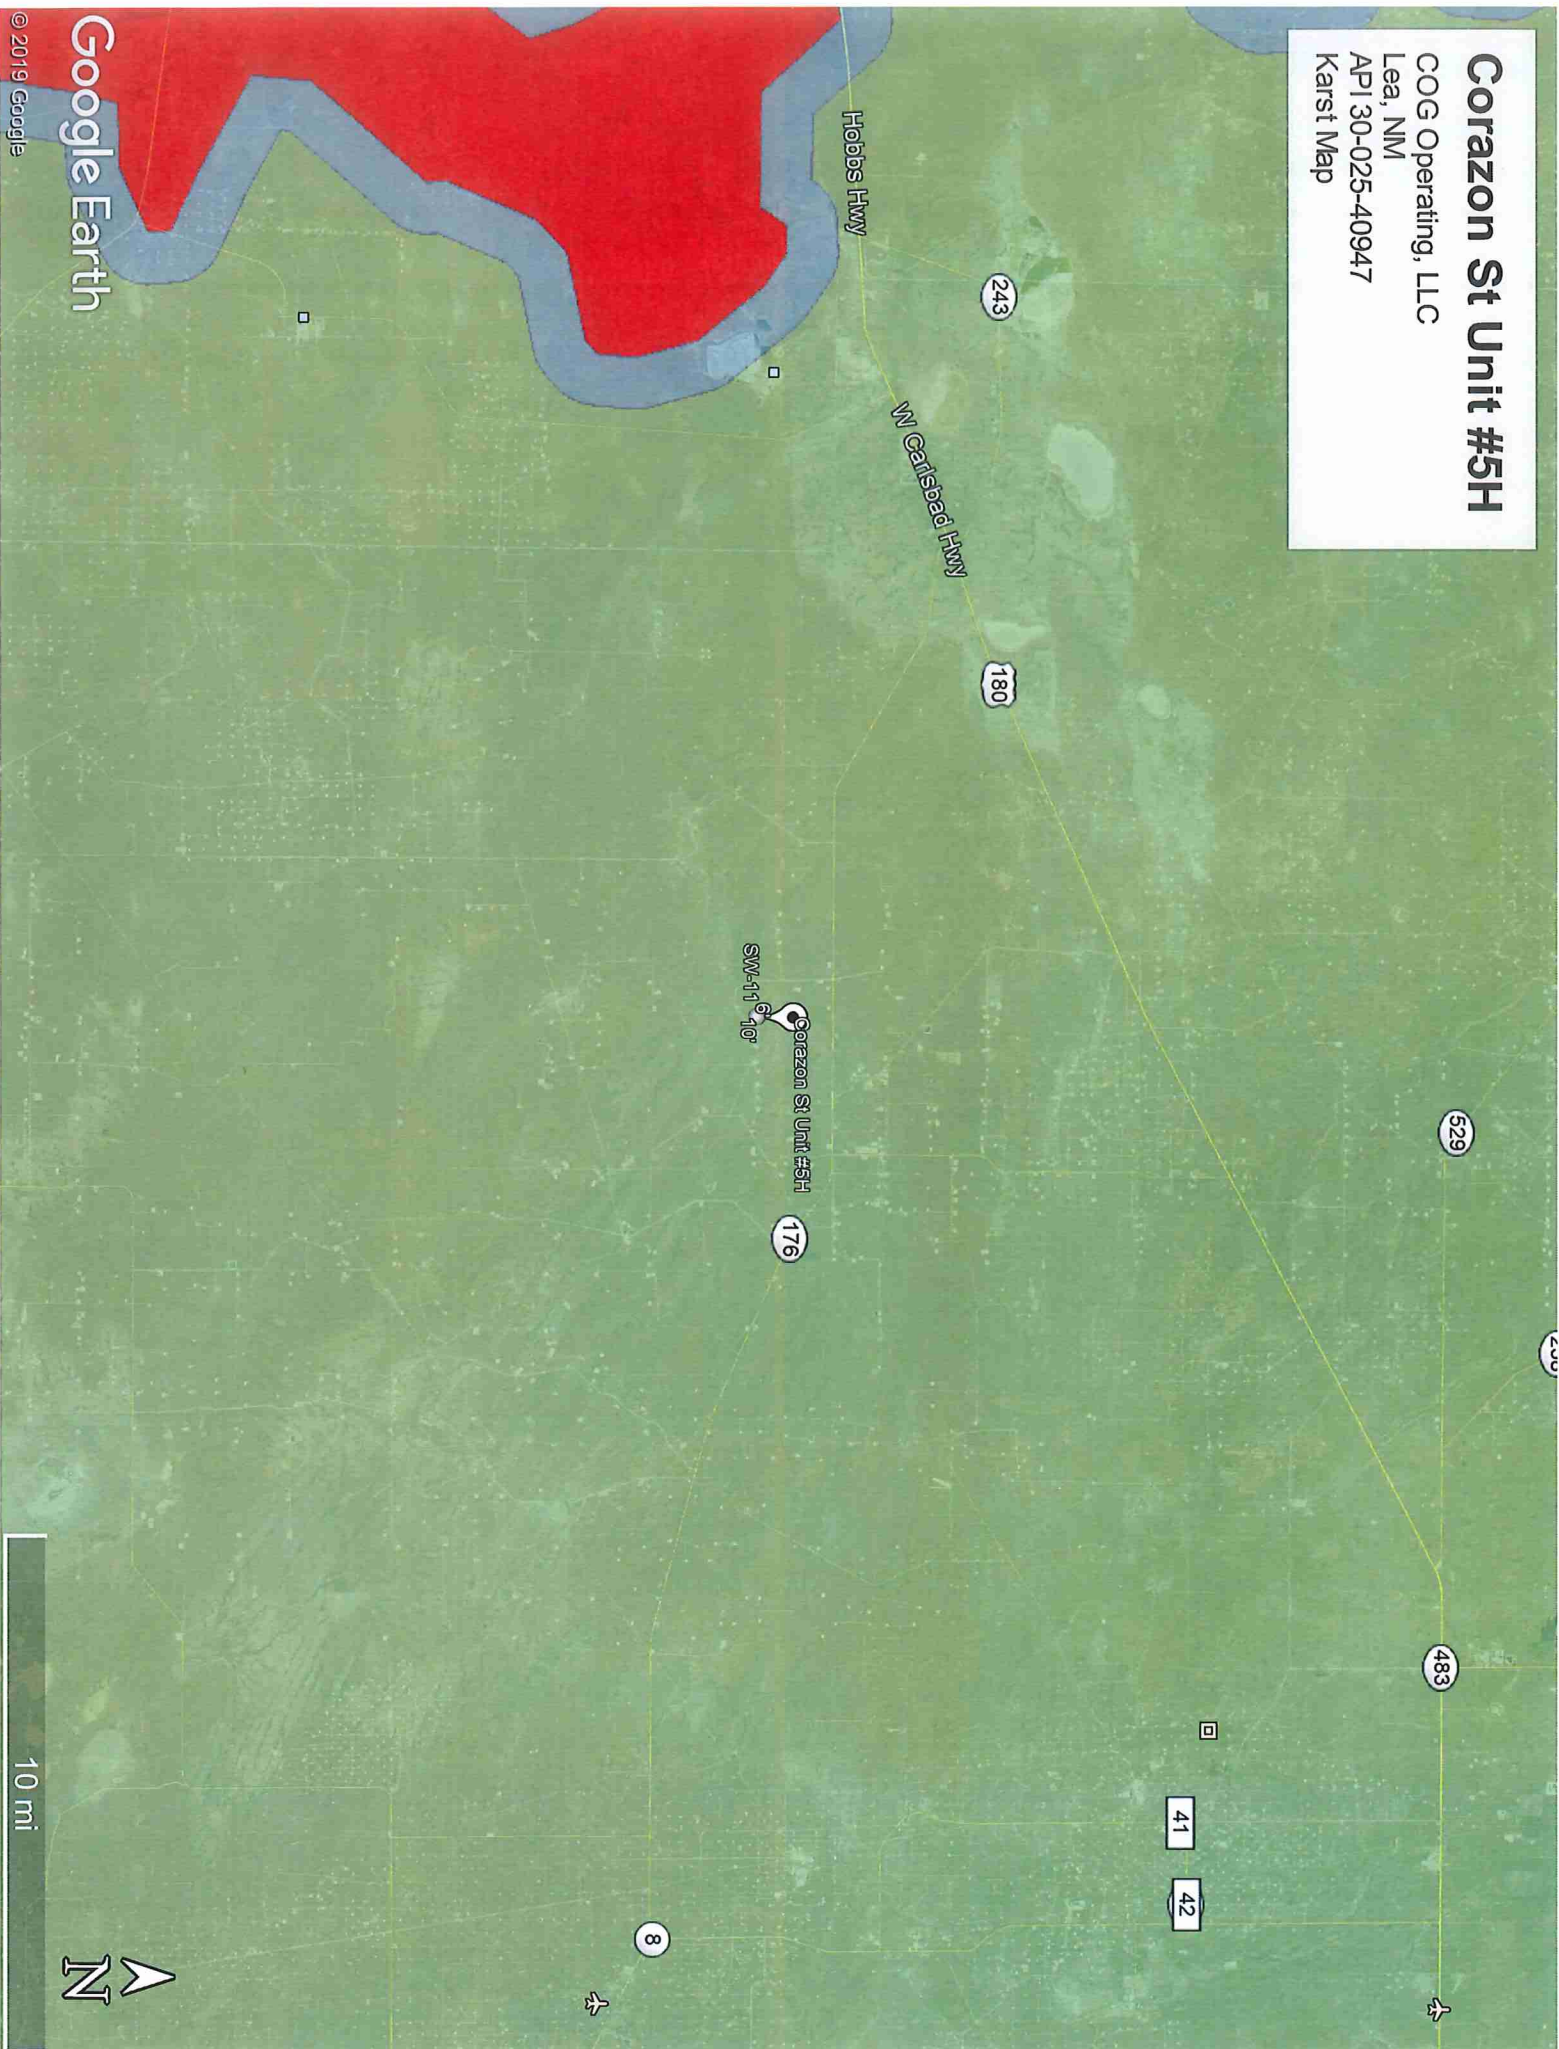 Corazon St Unit #5H
COG Operating, LLC
Lea, NM
API 30-025-40947
Karst Map
529
483
243
180
41
42
Hobbs Hwy
W Carlsbad Hwy
Corazon St Unit #5H
SW-11 6' 10'
176
8
Google Earth
© 2019 Google
10 mi
N